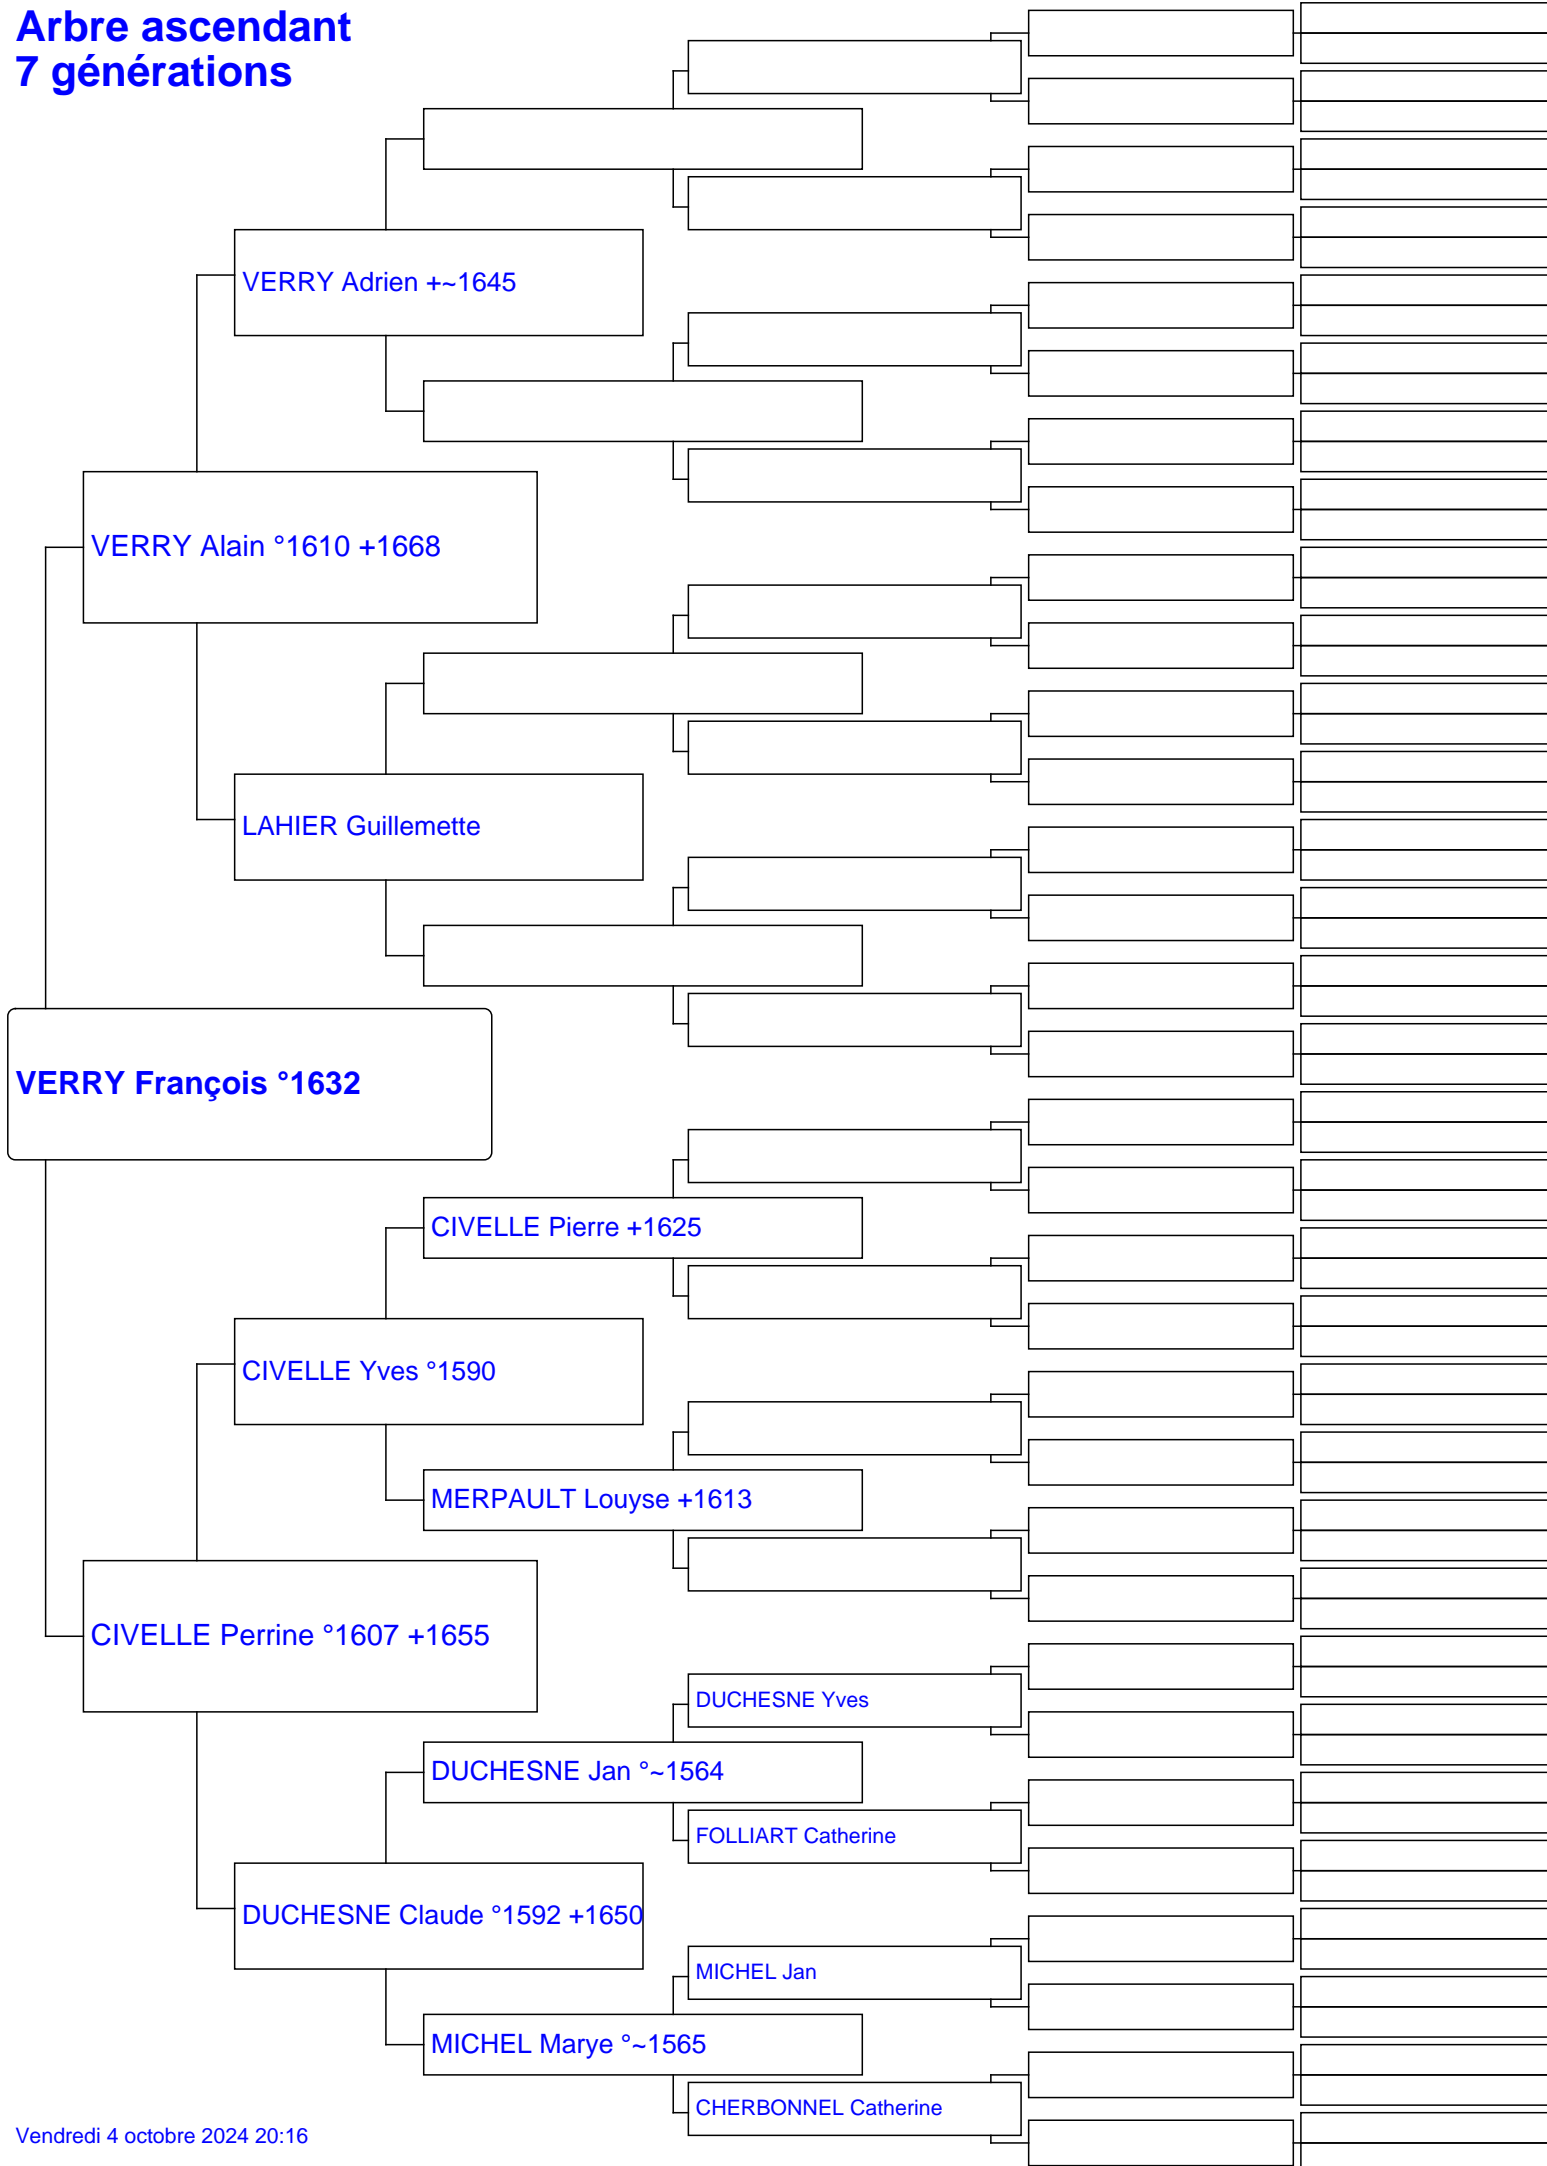 Arbre ascendant
7 générations
VERRY Adrien +~1645
VERRY Alain °1610 +1668
LAHIER Guillemette
VERRY François °1632
CIVELLE Pierre +1625
CIVELLE Yves °1590
MERPAULT Louyse +1613
CIVELLE Perrine °1607 +1655
DUCHESNE Yves
DUCHESNE Jan °~1564
FOLLIART Catherine
DUCHESNE Claude °1592 +1650
MICHEL Jan
MICHEL Marye °~1565
CHERBONNEL Catherine
Vendredi 4 octobre 2024 20:16